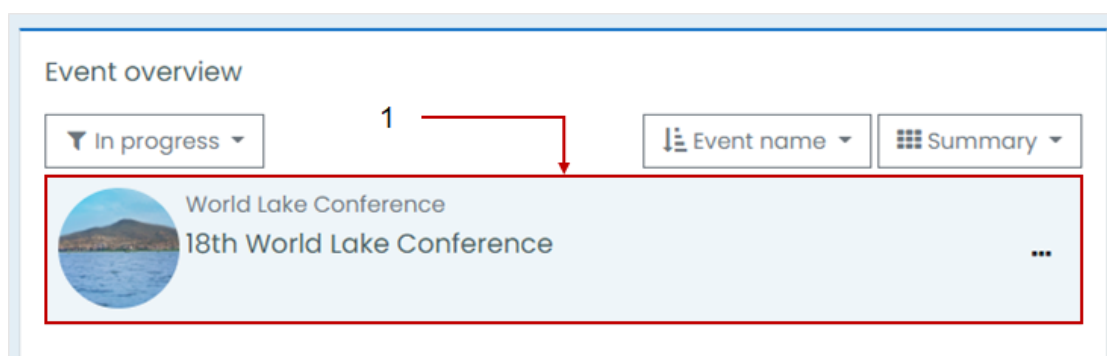 Event overview
1
In progress
Event name
Summary
World Lake Conference
18th World Lake Conference
...